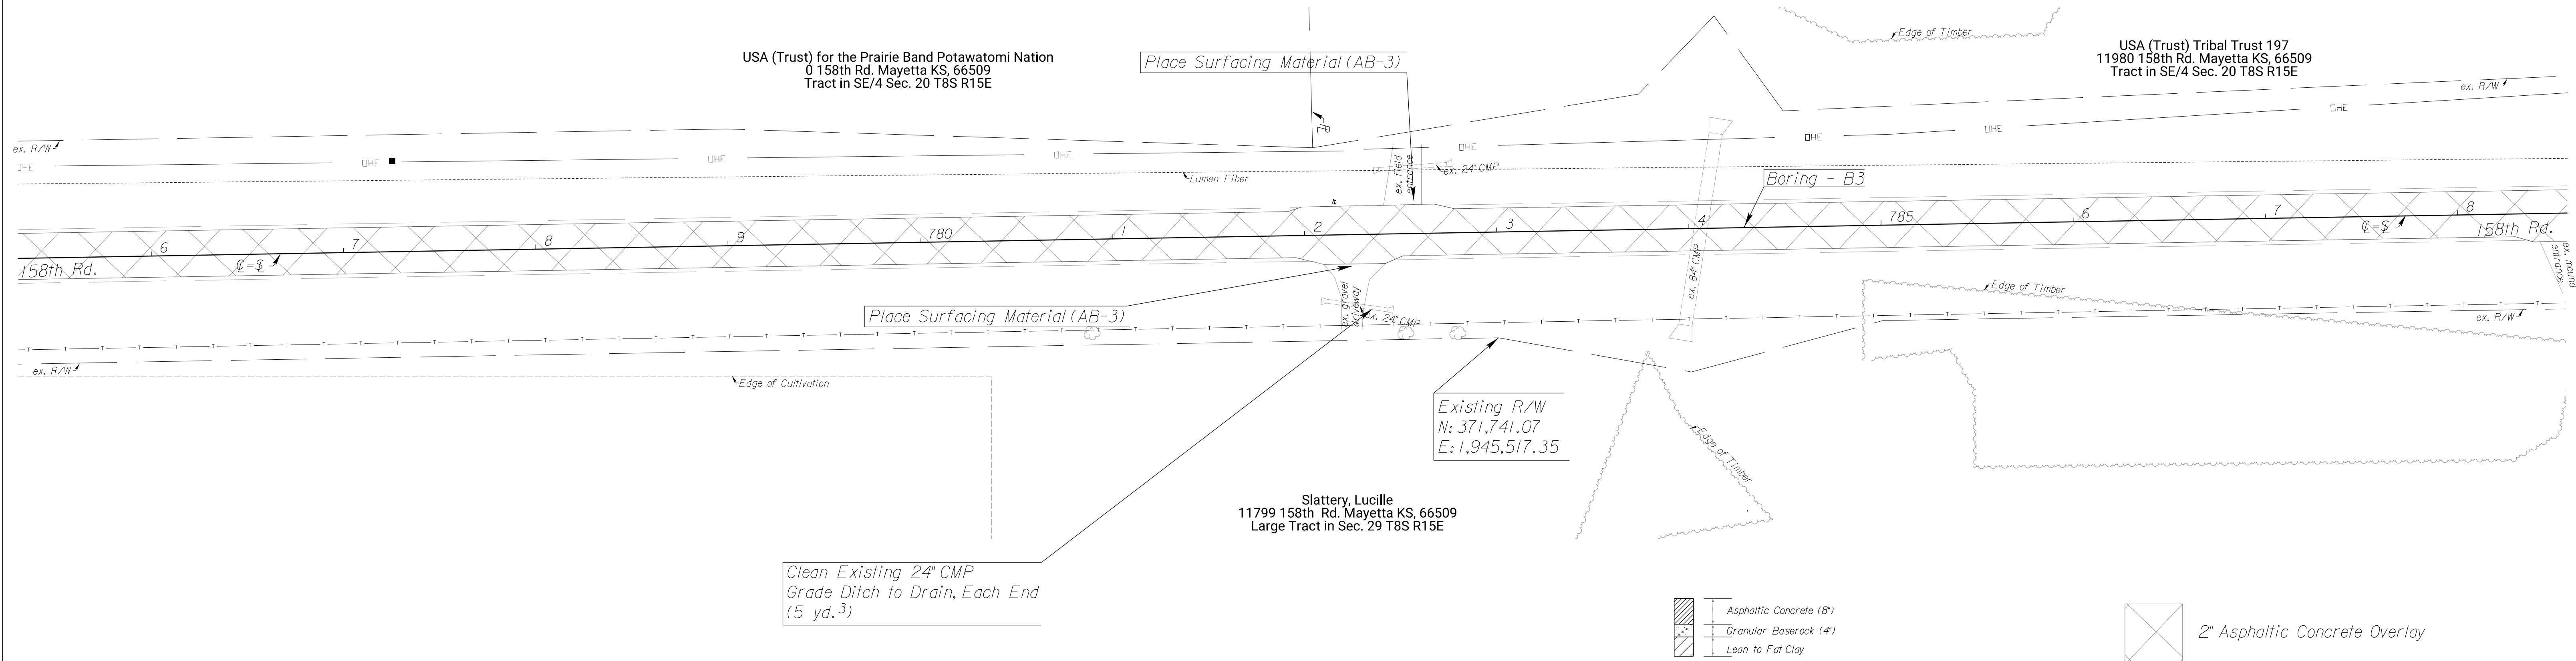 Edge of Timber
USA (Trust) for the Prairie Band Potawatomi Nation
0 158th Rd. Mayetta KS, 66509
Tract in SE/4 Sec. 20 T8S R15E
Place Surfacing Material (AB-3)
USA (Trust) Tribal Trust 197
11980 158th Rd. Mayetta KS, 66509
Tract in SE/4 Sec. 20 T8S R15E
ex. R/W
OHE
OHE
OHE
ex. R/W
OHE
OHE
OHE
OHE
OHE
ex. field
entrance
ex. 24" CMP
Lumen Fiber
Boring - B3
6
7
8
9
780
1
2
3
4
785
6
7
8
158th Rd.
℄=
℄=
158th Rd.
ex. mound
entrance
ex. 84" CMP
Edge of Timber
ex. gravel
driveway
ex. 24" CMP
Place Surfacing Material (AB-3)
T T T T T T T T T T T T T T T T T T T T T T T T T T T T T T
ex. R/W
ex. R/W
Edge of Cultivation
Existing R/W
N: 371,741.07
E: 1,945,517.35
Edge of Timber
Slattery, Lucille
11799 158th Rd. Mayetta KS, 66509
Large Tract in Sec. 29 T8S R15E
Clean Existing 24" CMP
Grade Ditch to Drain, Each End
(5 yd.³)
Asphaltic Concrete (8")
Granular Baserock (4")
Lean to Fat Clay
2" Asphaltic Concrete Overlay